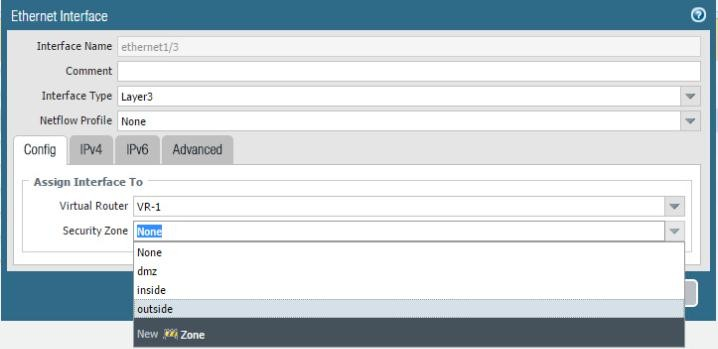 Ethernet Interface
Interface Name ethernet1/3
Comment
Interface Type Layer3
Netflow Profile None
Config IPv4 IPv6 Advanced
Assign Interface To
Virtual Router VR-1
Security Zone None
None
dmz
inside
outside
New Zone